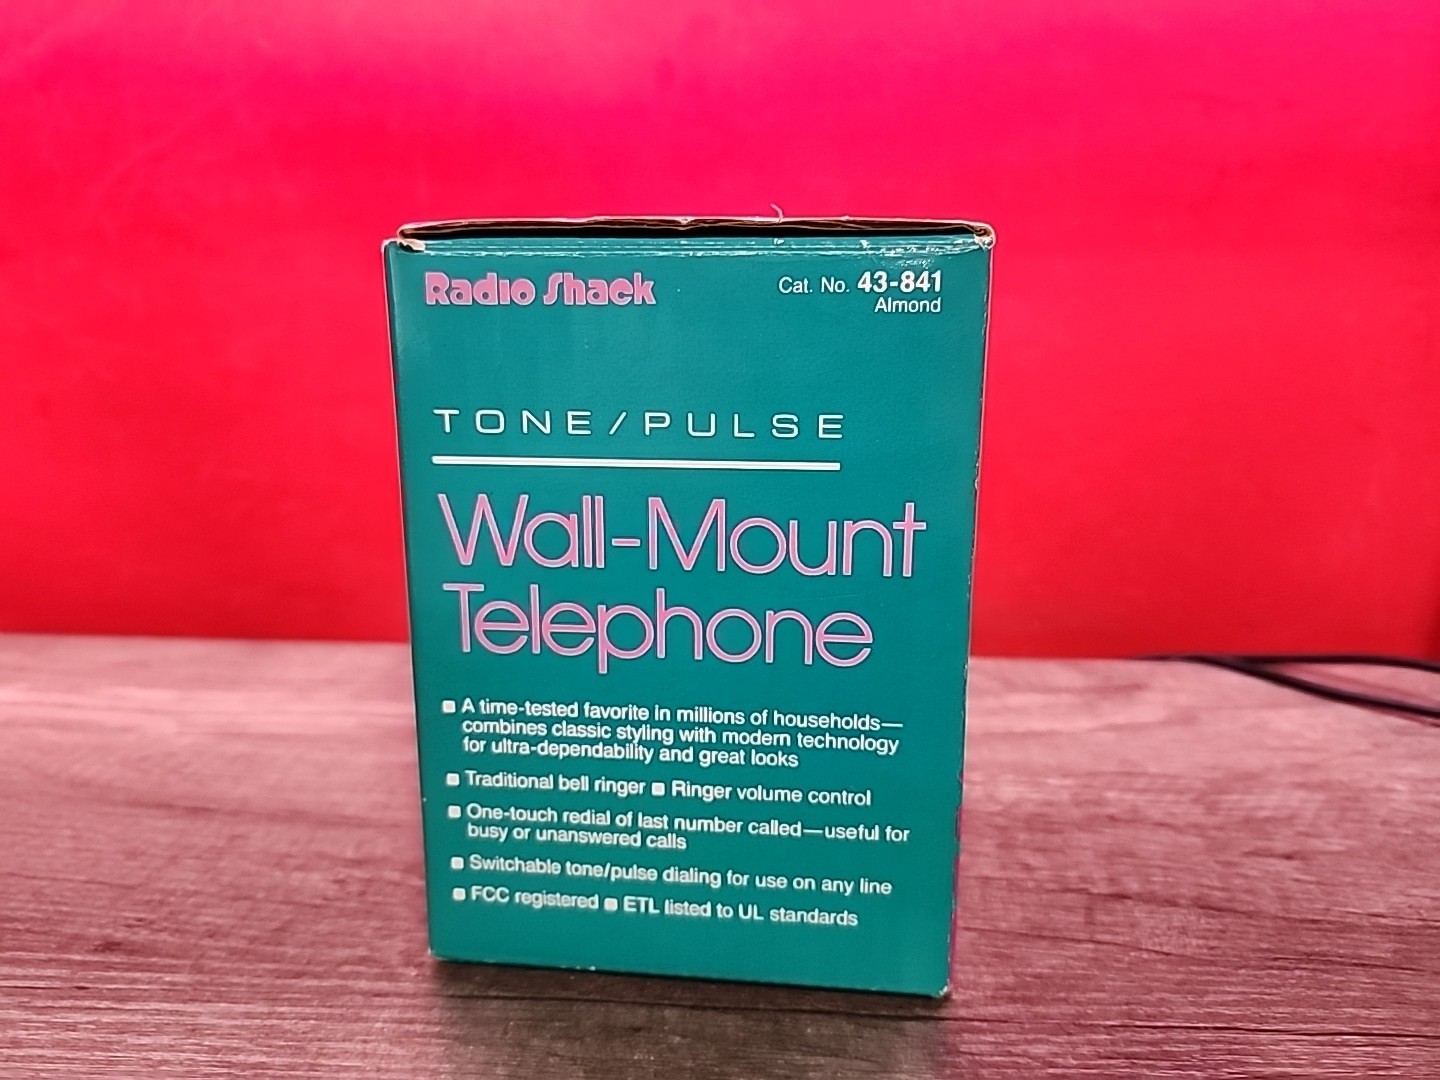 Radio Shack
Cat. No. 43-841
Almond
TONE/PULSE
Wall-Mount
Telephone
A time-tested favorite in millions of households—
combines classic styling with modern technology
for ultra-dependability and great looks
Traditional bell ringer ▪ Ringer volume control
One-touch redial of last number called—useful for
busy or unanswered calls
Switchable tone/pulse dialing for use on any line
FCC registered ▪ ETL listed to UL standards